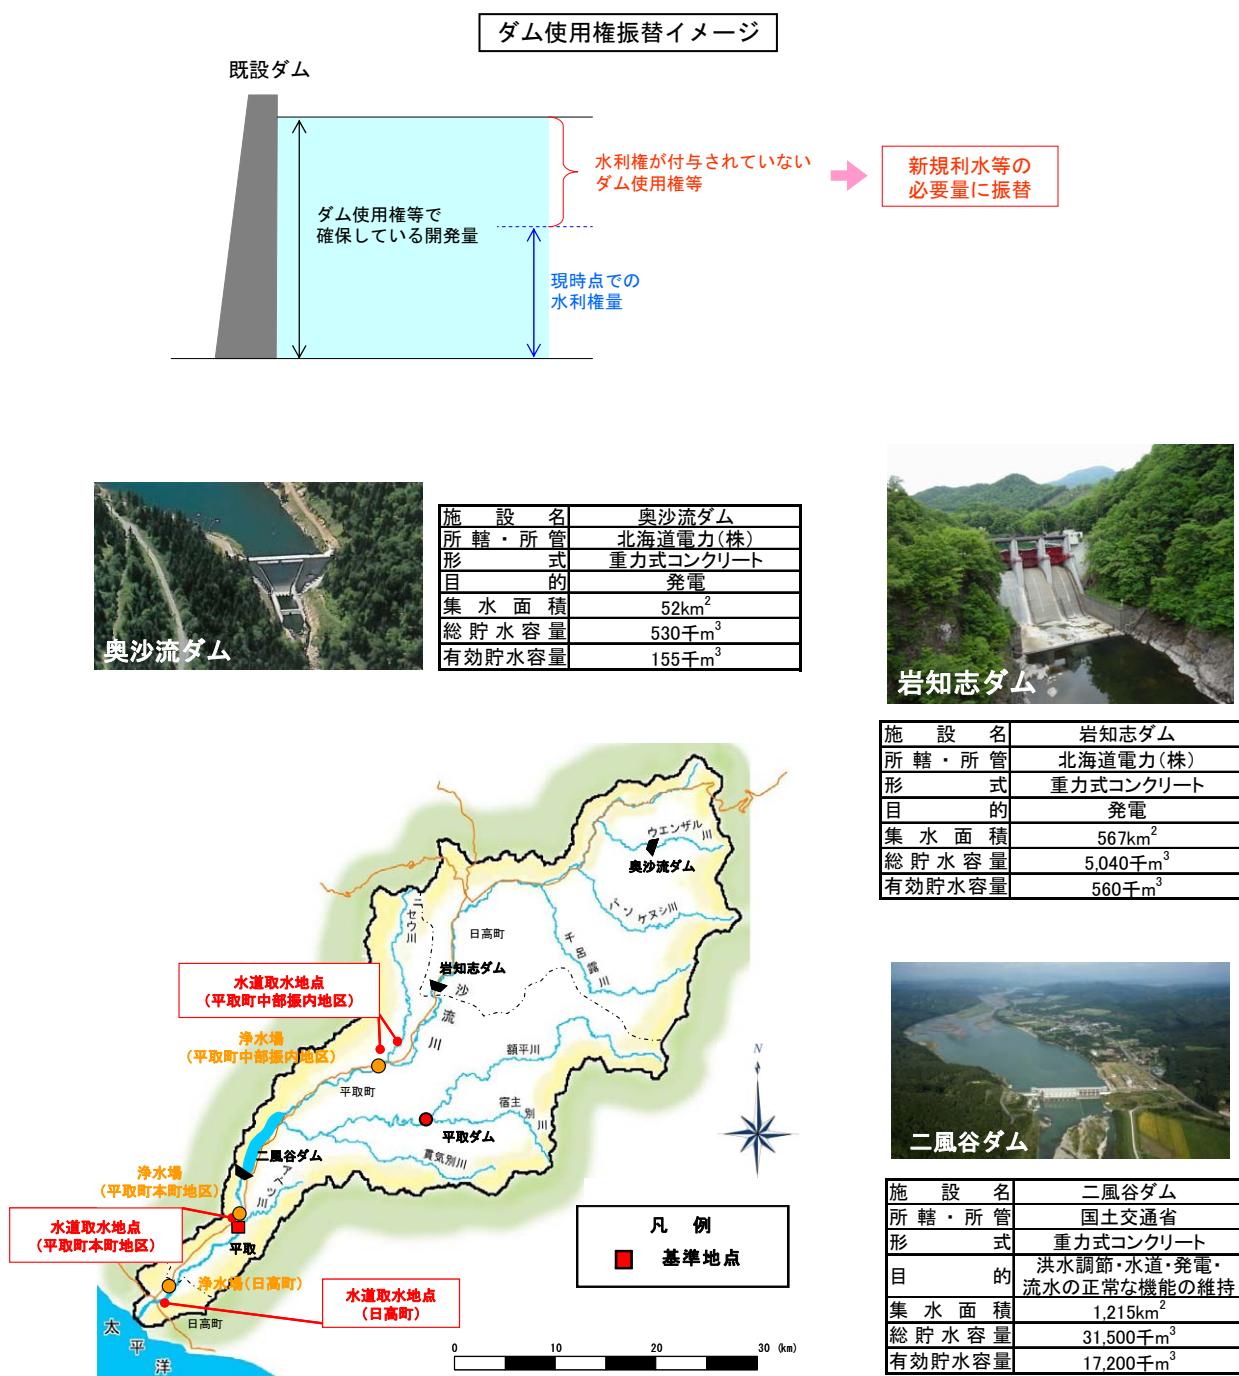 ダム使用権振替イメージ
既設ダム
水利権が付与されていない
ダム使用権等
新規利水等の
必要量に振替
ダム使用権等で
確保している開発量
現時点での
水利権量
奥沙流ダム
施設名 奥沙流ダム
所轄・所管 北海道電力(株)
形式 重力式コンクリート
目的 発電
集水面積 52km²
総貯水容量 530千m³
有効貯水容量 155千m³
岩知志ダム
施設名 岩知志ダム
所轄・所管 北海道電力(株)
形式 重力式コンクリート
目的 発電
集水面積 567km²
総貯水容量 5,040千m³
有効貯水容量 560千m³
ウエンザル川
奥沙流ダム
パンケヌシ川
ニセウ川
日高町
千呂露川
岩知志ダム
水道取水地点
(平取町中部振内地区)
沙流川
浄水場
(平取町中部振内地区)
額平川
平取町
宿主別川
平取ダム
二風谷ダム
貫気別川
アベツ川
浄水場
(平取町本町地区)
水道取水地点
(平取町本町地区)
平取
浄水場(日高町)
水道取水地点
(日高町)
日高町
太平洋
N
凡 例
基準地点
0 10 20 30 (km)
二風谷ダム
施設名 二風谷ダム
所轄・所管 国土交通省
形式 重力式コンクリート
目的 洪水調節・水道・発電・
流水の正常な機能の維持
集水面積 1,215km²
総貯水容量 31,500千m³
有効貯水容量 17,200千m³